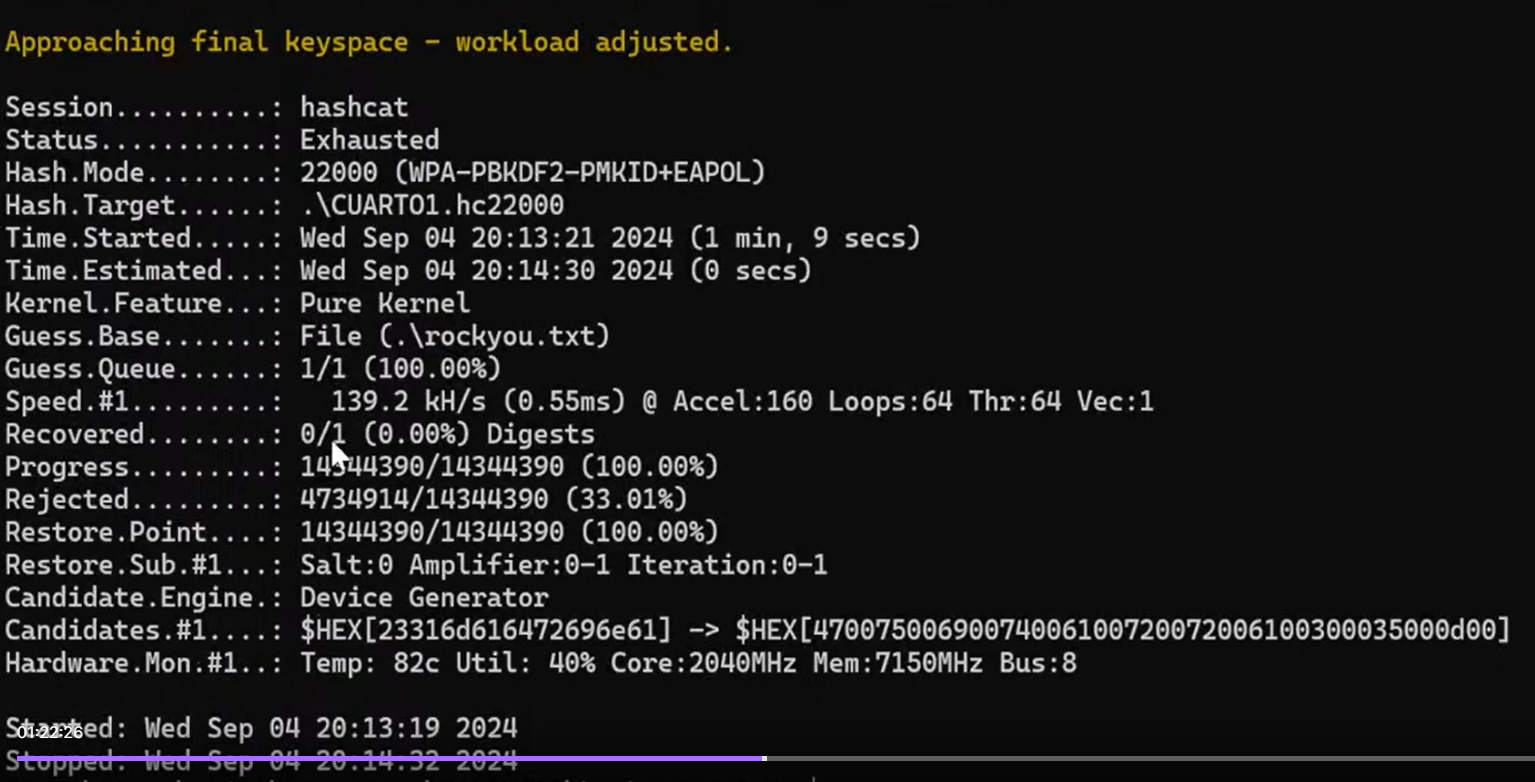 Approaching final keyspace - workload adjusted.
Session..........: hashcat
Status...........: Exhausted
Hash.Mode........: 22000 (WPA-PBKDF2-PMKID+EAPOL)
Hash.Target......: .\CUARTO1.hc22000
Time.Started.....: Wed Sep 04 20:13:21 2024 (1 min, 9 secs)
Time.Estimated...: Wed Sep 04 20:14:30 2024 (0 secs)
Kernel.Feature...: Pure Kernel
Guess.Base.......: File (.\rockyou.txt)
Guess.Queue......: 1/1 (100.00%)
Speed.#1.........:   139.2 kH/s (0.55ms) @ Accel:160 Loops:64 Thr:64 Vec:1
Recovered........: 0/1 (0.00%) Digests
Progress.........: 14344390/14344390 (100.00%)
Rejected.........: 4734914/14344390 (33.01%)
Restore.Point....: 14344390/14344390 (100.00%)
Restore.Sub.#1...: Salt:0 Amplifier:0-1 Iteration:0-1
Candidate.Engine.: Device Generator
Candidates.#1....: $HEX[23316d616472696e61] -> $HEX[470075006900740061007200720061003000​35000d00]
Hardware.Mon.#1..: Temp: 82c Util: 40% Core:2040MHz Mem:7150MHz Bus:8
Started: Wed Sep 04 20:13:19 2024
01:22:26
Stopped: Wed Sep 04 20:14:32 2024